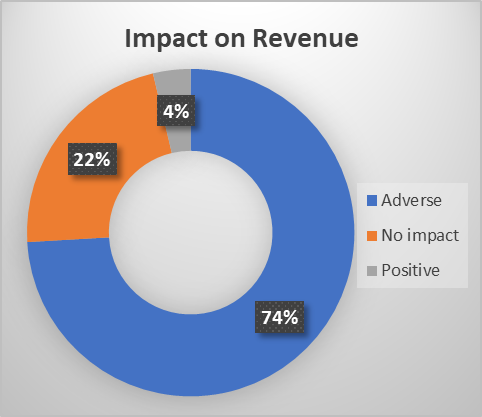 Impact on Revenue
4%
22%
Adverse
No impact
Positive
74%